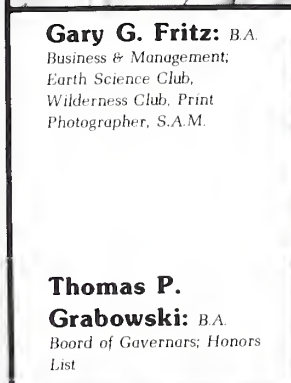 Gary G. Fritz: B.A.
Business & Management;
Earth Science Club,
Wilderness Club, Print
Photographer, S.A.M.
Thomas P.
Grabowski: B.A.
Board of Governors; Honors
List